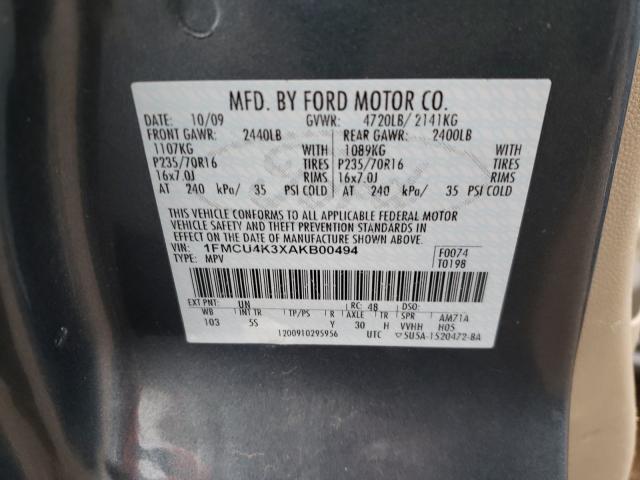 MFD. BY FORD MOTOR CO.
DATE: 10/09 GVWR: 4720LB/ 2141KG
FRONT GAWR: 2440LB REAR GAWR: 2400LB
1107KG WITH 1089KG WITH
P235/70R16 TIRES P235/70R16 TIRES
16x7.0J RIMS 16x7.0J RIMS
AT 240 kPa/ 35 PSI COLD AT 240 kPa/ 35 PSI COLD
THIS VEHICLE CONFORMS TO ALL APPLICABLE FEDERAL MOTOR
VEHICLE SAFETY AND THEFT PREVENTION STANDARDS IN
EFFECT ON THE DATE OF MANUFACTURE SHOWN ABOVE.
VIN: 1FMCU4K3XAKB00494 F0074
TYPE: MPV T0198
EXT PNT: UN RC: 48 DSO:
WB INT TR TP/PS R AXLE TR SPR AM71A
103 5S Y 30 H VVHH H05
1200910295956 UTC ▽5U5A-1520472-BA